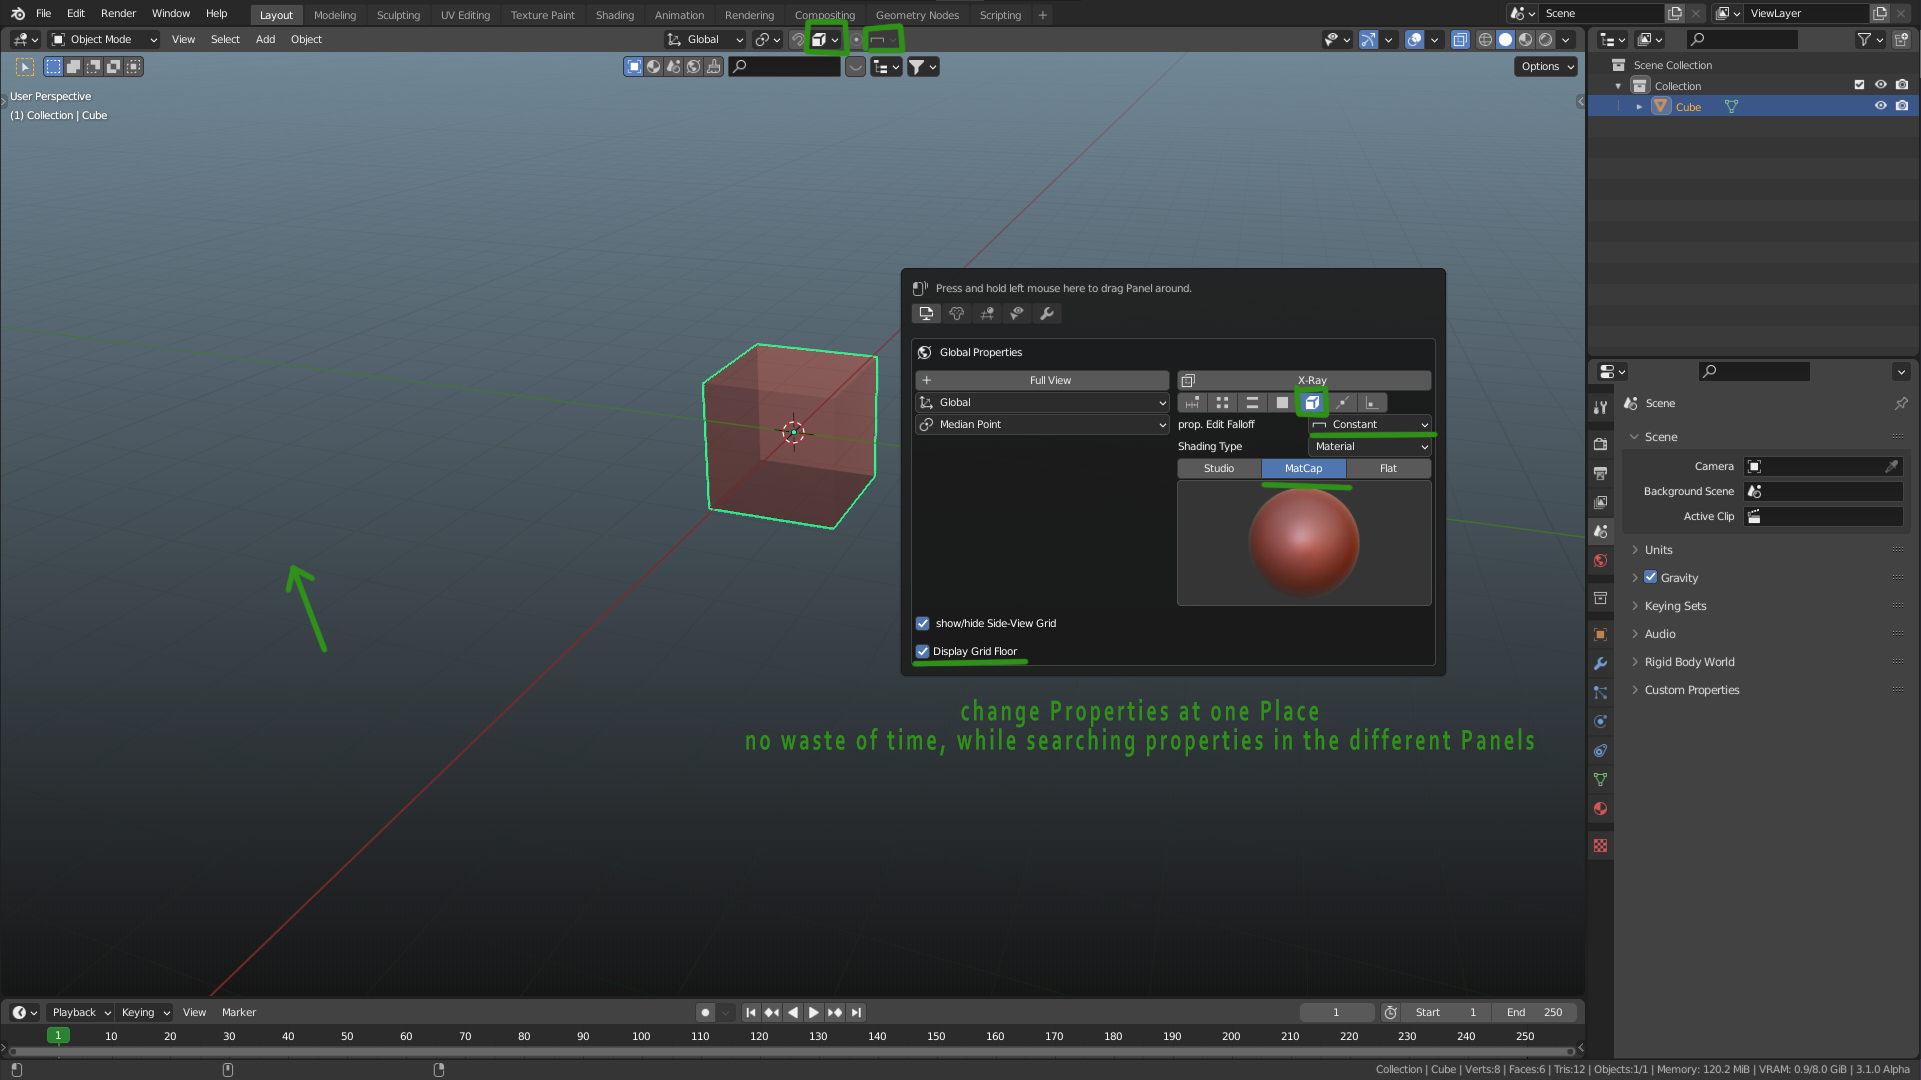 File Edit Render Window Help Layout Modeling Sculpting UV Editing Texture Paint Shading Animation Rendering Compositing Geometry Nodes Scripting + Scene ViewLayer
Object Mode View Select Add Object Global
Options
User Perspective
(1) Collection | Cube
Scene Collection
Collection
Cube
Press and hold left mouse here to drag Panel around.
Global Properties
Full View X-Ray
Global
Median Point prop. Edit Falloff Constant
Shading Type Material
Studio MatCap Flat
show/hide Side-View Grid
Display Grid Floor
change Properties at one Place
no waste of time, while searching properties in the different Panels
Scene
Scene
Camera
Background Scene
Active Clip
Units
Gravity
Keying Sets
Audio
Rigid Body World
Custom Properties
Playback Keying View Marker 1 Start 1 End 250
1 10 20 30 40 50 60 70 80 90 100 110 120 130 140 150 160 170 180 190 200 210 220 230 240 250
Collection | Cube | Verts:8 | Faces:6 | Tris:12 | Objects:1/1 | Memory: 120.2 MiB | VRAM: 0.9/8.0 GiB | 3.1.0 Alpha